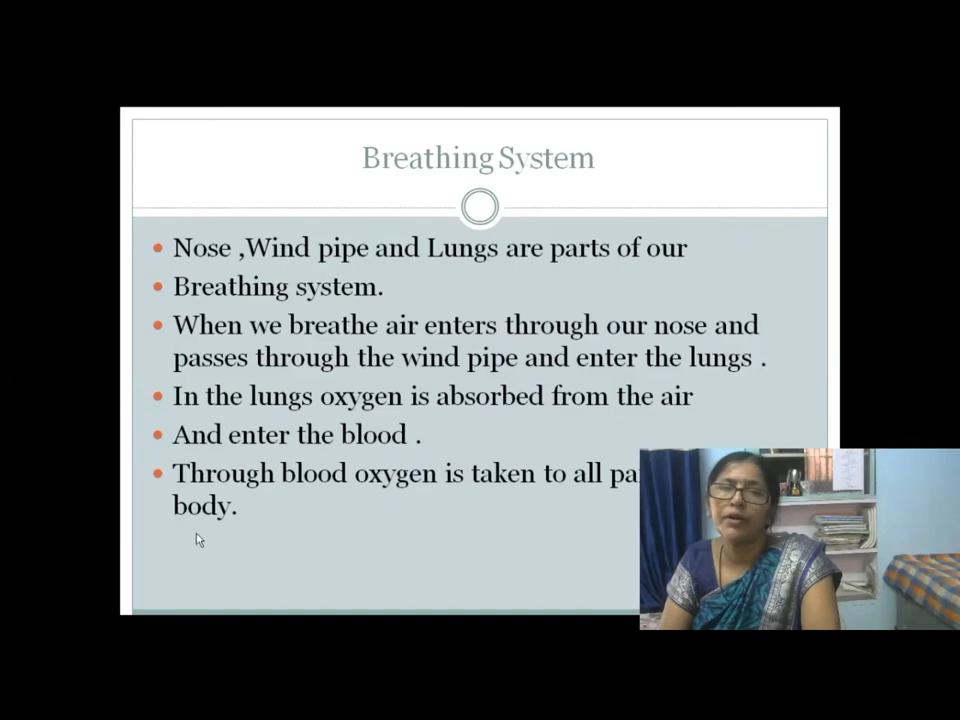 Breathing System
Nose ,Wind pipe and Lungs are parts of our
Breathing system.
When we breathe air enters through our nose and
passes through the wind pipe and enter the lungs .
In the lungs oxygen is absorbed from the air
And enter the blood .
Through blood oxygen is taken to all
body.